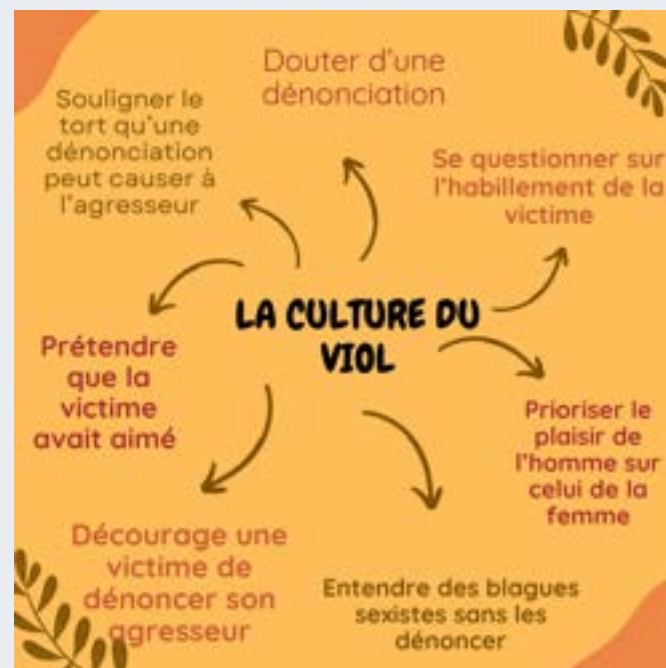 Douter d'une
dénonciation
Souligner le
tort qu'une
dénonciation
peut causer à
l'agresseur
Se questionner sur
l'habillement de la
victime
LA CULTURE DU
VIOL
Prétendre
que la
victime
avait aimé
Prioriser le
plaisir de
l'homme sur
celui de la
femme
Décourage une
victime de
dénoncer son
agresseur
Entendre des blagues
sexistes sans les
dénoncer